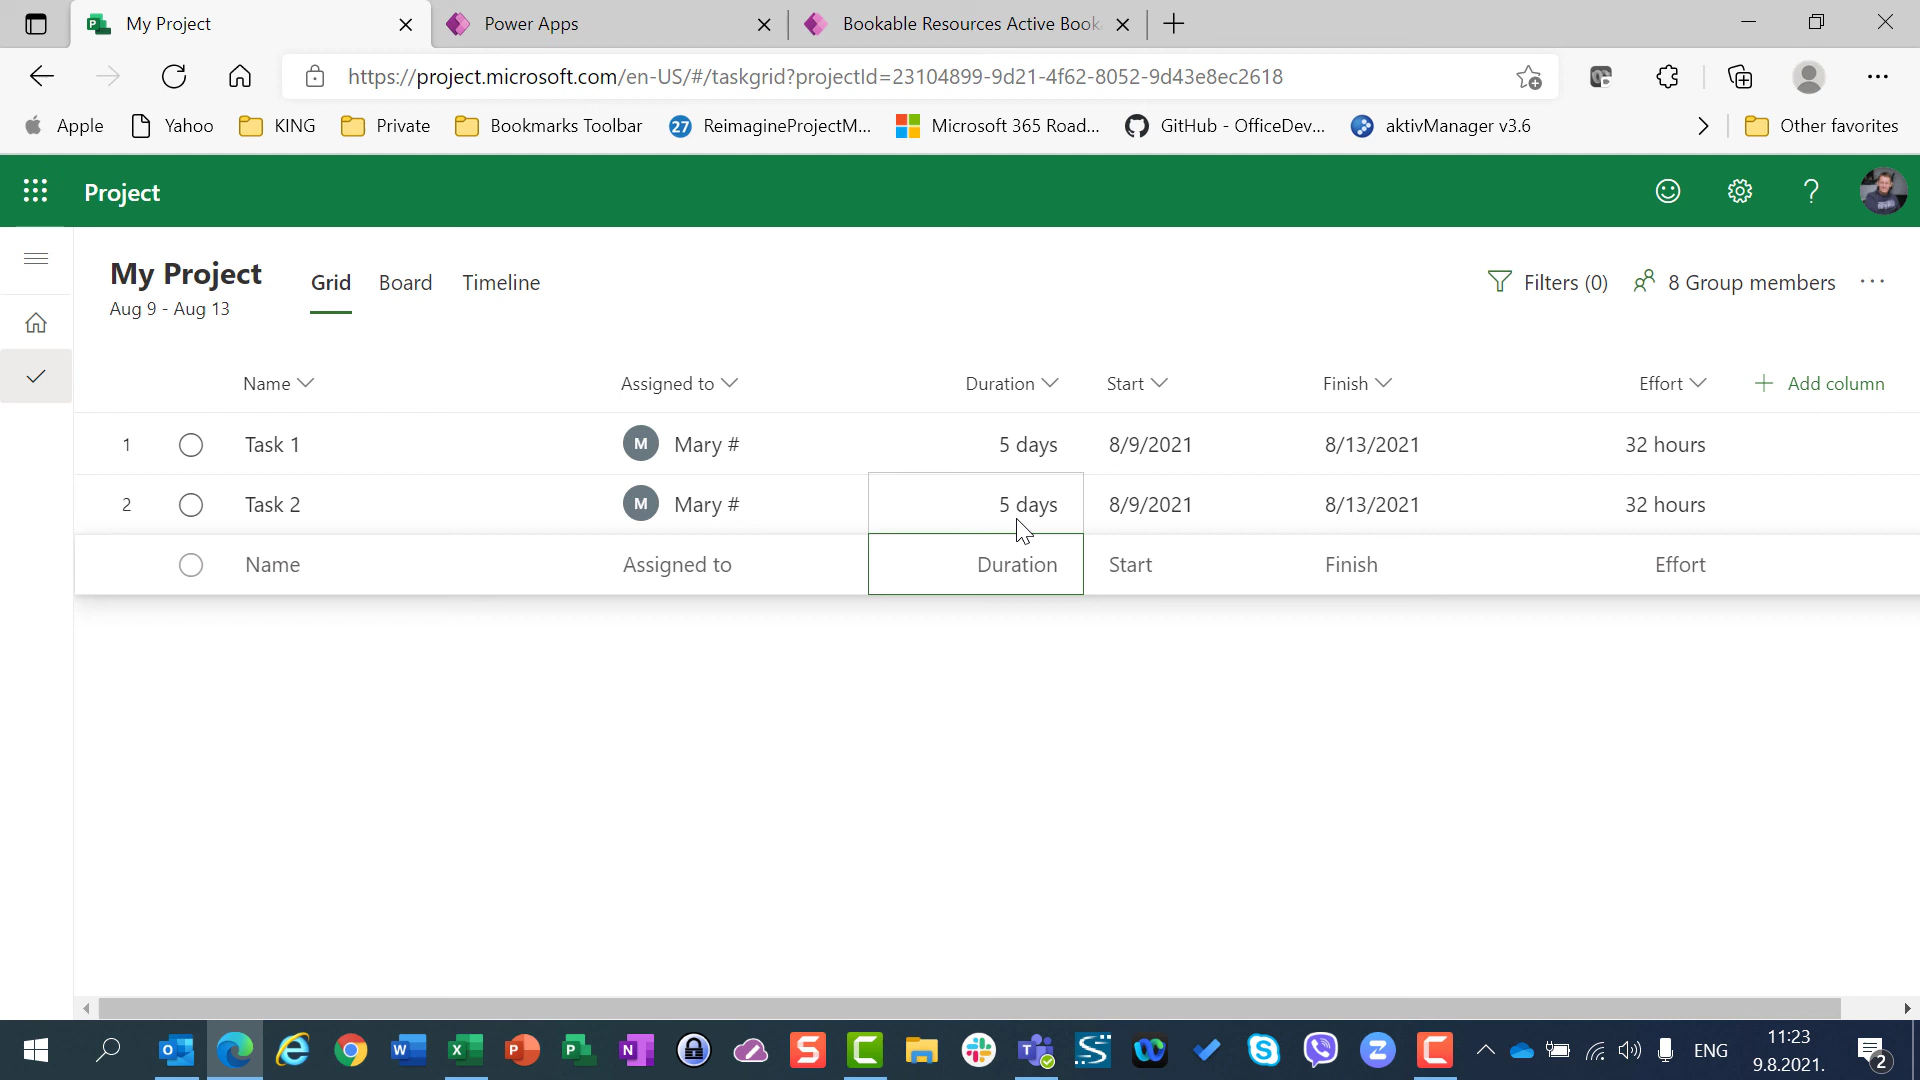 My Project
Power Apps
Bookable Resources Active Book
https://project.microsoft.com/en-US/#/taskgrid?projectId=23104899-9d21-4f62-8052-9d43e8ec2618
Apple Yahoo KING Private Bookmarks Toolbar 27 ReimagineProjectM... Microsoft 365 Road... GitHub - OfficeDev... aktivManager v3.6 Other favorites
Project
My Project Grid Board Timeline Filters (0) 8 Group members ...
Aug 9 - Aug 13
Name Assigned to Duration Start Finish Effort + Add column
1 Task 1 M Mary # 5 days 8/9/2021 8/13/2021 32 hours
2 Task 2 M Mary # 5 days 8/9/2021 8/13/2021 32 hours
Name Assigned to Duration Start Finish Effort
ENG 11:23
9.8.2021. 2